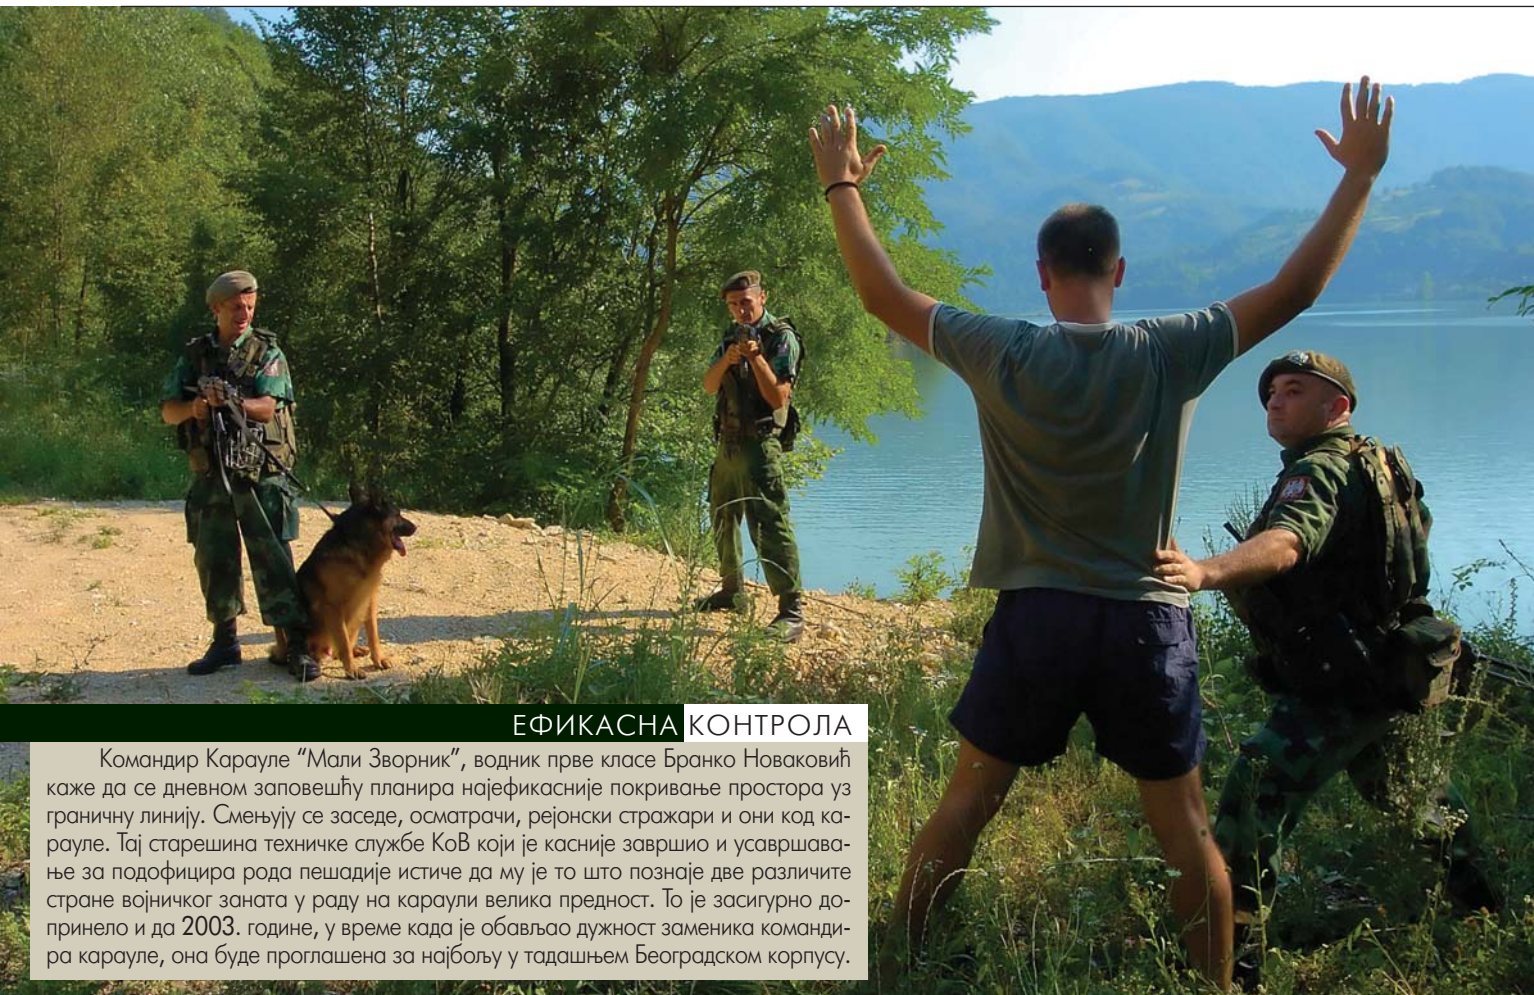 ЕФИКАСНА КОНТРОЛА
Командир Карауле “Мали Зворник”, водник прве класе Бранко Новаковић
каже да се дневном заповешћу планира најефикасније покривање простора уз
граничну линију. Смењују се заседе, осматрачи, рејонски стражари и они код ка-
рауле. Тај старешина техничке службе КоВ који је касније завршио и усавршава-
ње за подофицира рода пешадије истиче да му је то што познаје две различите
стране војничког заната у раду на караули велика предност. То је засигурно до-
принело и да 2003. године, у време када је обављао дужност заменика команди-
ра карауле, она буде проглашена за најбољу у тадашњем Београдском корпусу.